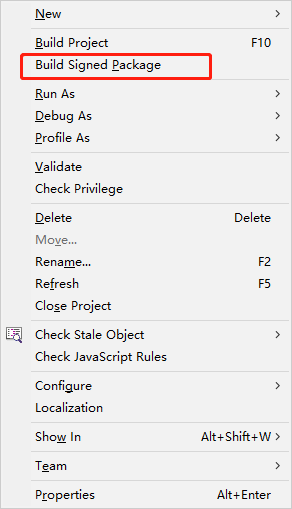 New
Build Project F10
Build Signed Package
Run As
Debug As
Profile As
Validate
Check Privilege
Delete Delete
Move...
Rename... F2
Refresh F5
Close Project
Check Stale Object
Check JavaScript Rules
Configure
Localization
Show In Alt+Shift+W
Team
Properties Alt+Enter